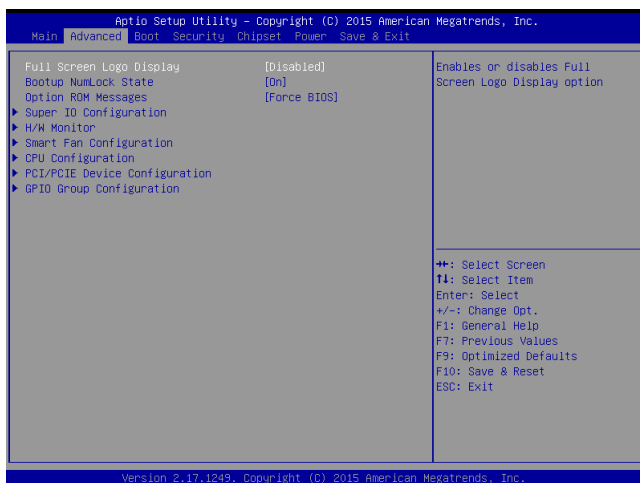 Aptio Setup Utility – Copyright (C) 2015 American Megatrends, Inc.
Main Advanced Boot Security Chipset Power Save & Exit
Full Screen Logo Display [Disabled]
Bootup NumLock State [On]
Option ROM Messages [Force BIOS]
Super IO Configuration
H/W Monitor
Smart Fan Configuration
CPU Configuration
PCI/PCIE Device Configuration
GPIO Group Configuration
Enables or disables Full
Screen Logo Display option
→←: Select Screen
↑↓: Select Item
Enter: Select
+/-: Change Opt.
F1: General Help
F7: Previous Values
F9: Optimized Defaults
F10: Save & Reset
ESC: Exit
Version 2.17.1249. Copyright (C) 2015 American Megatrends, Inc.